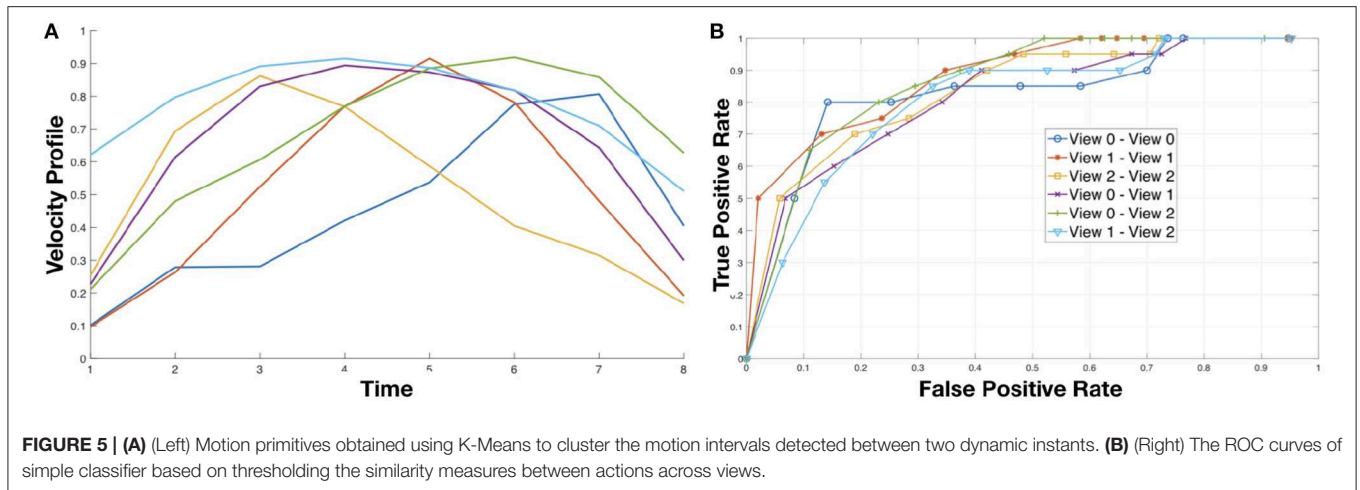 A
Velocity Profile
1
0.9
0.8
0.7
0.6
0.5
0.4
0.3
0.2
0.1
0
1 2 3 4 5 6 7 8
Time
B
True Positive Rate
1
0.9
8
7
6
5
4
3
0.1
0
View 0 - View 0
View 1 - View 1
View 2 - View 2
View 0 - View 1
View 0 - View 2
View 1 - View 2
0 0.1 0.2 0.3 0.4 0.5 0.6 0.7 0.8 0.9 1
False Positive Rate
FIGURE 5 | (A) (Left) Motion primitives obtained using K-Means to cluster the motion intervals detected between two dynamic instants. (B) (Right) The ROC curves of
simple classifier based on thresholding the similarity measures between actions across views.